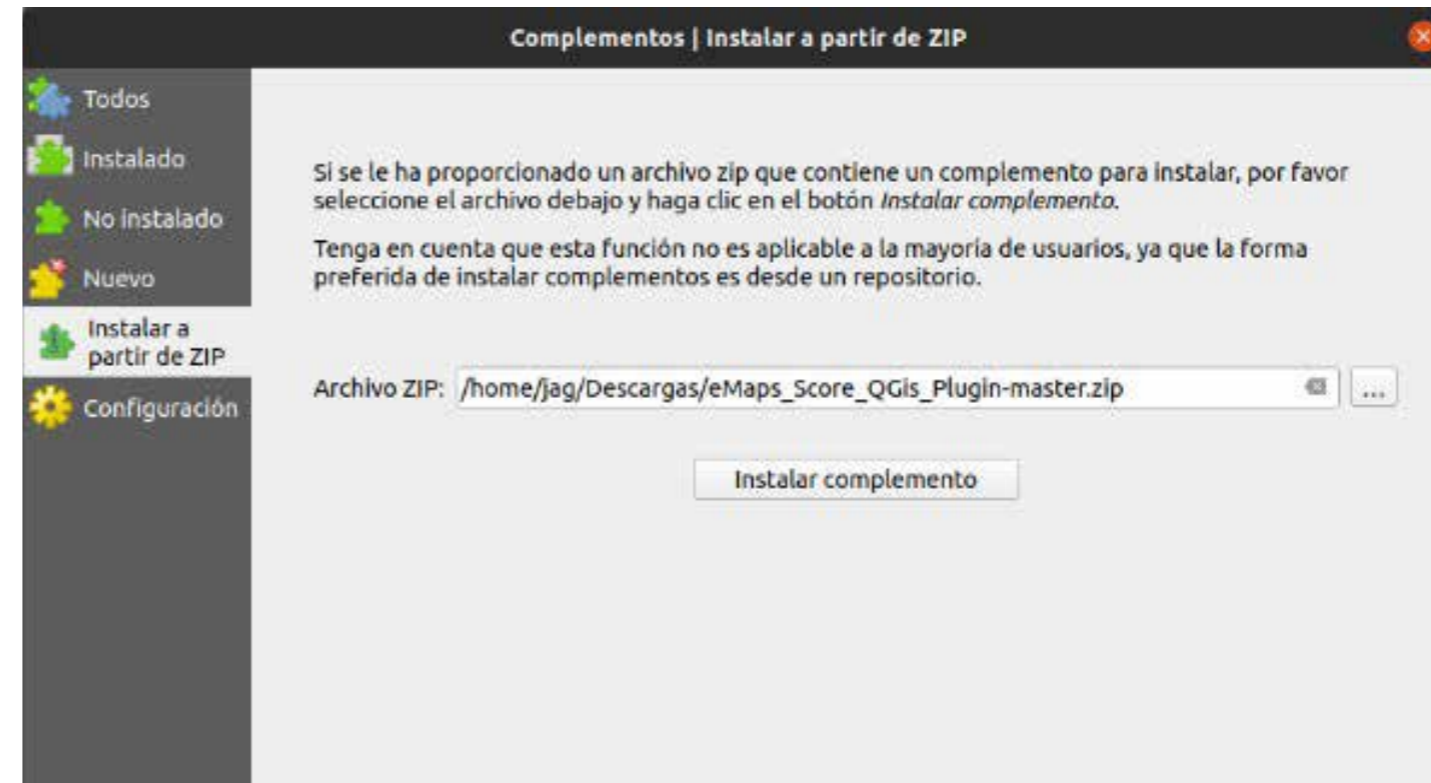 Complementos | Instalar a partir de ZIP
Todos
Instalado
No instalado
Nuevo
Instalar a
partir de ZIP
Configuración
Si se le ha proporcionado un archivo zip que contiene un complemento para instalar, por favor
seleccione el archivo debajo y haga clic en el botón Instalar complemento.
Tenga en cuenta que esta función no es aplicable a la mayoría de usuarios, ya que la forma
preferida de instalar complementos es desde un repositorio.
Archivo ZIP: /home/jag/Descargas/eMaps_Score_QGis_Plugin-master.zip ...
Instalar complemento